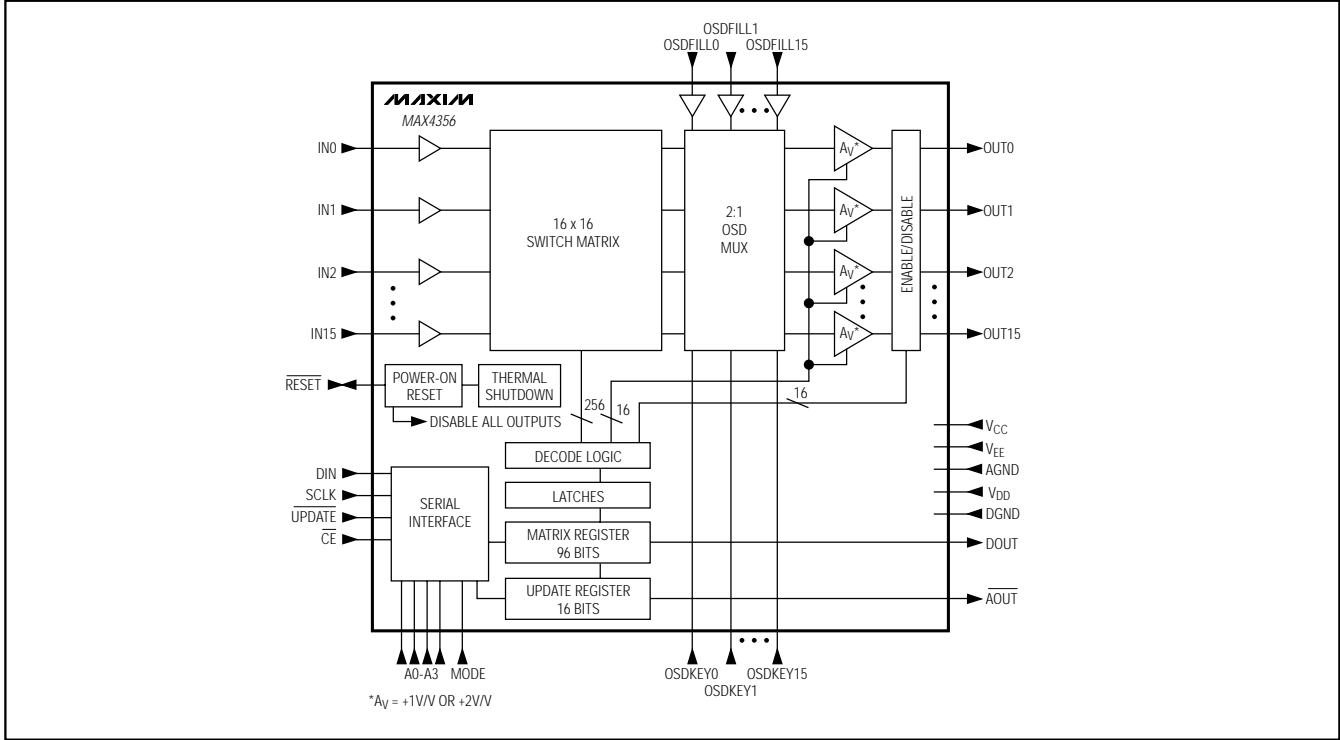 OSDFILL1
OSDFILL0 OSDFILL15
MAXIM
MAX4356
IN0
IN1
IN2
IN15
16 x 16
SWITCH MATRIX
2:1
OSD
MUX
AV*
AV*
AV*
AV*
ENABLE/DISABLE
OUT0
OUT1
OUT2
OUT15
RESET
POWER-ON
RESET
THERMAL
SHUTDOWN
DISABLE ALL OUTPUTS
256
16
16
DECODE LOGIC
LATCHES
MATRIX REGISTER
96 BITS
UPDATE REGISTER
16 BITS
DIN
SCLK
UPDATE
CE
SERIAL
INTERFACE
VCC
VEE
AGND
VDD
DGND
DOUT
AOUT
A0-A3 MODE
OSDKEY0 OSDKEY15
OSDKEY1
*AV = +1V/V OR +2V/V